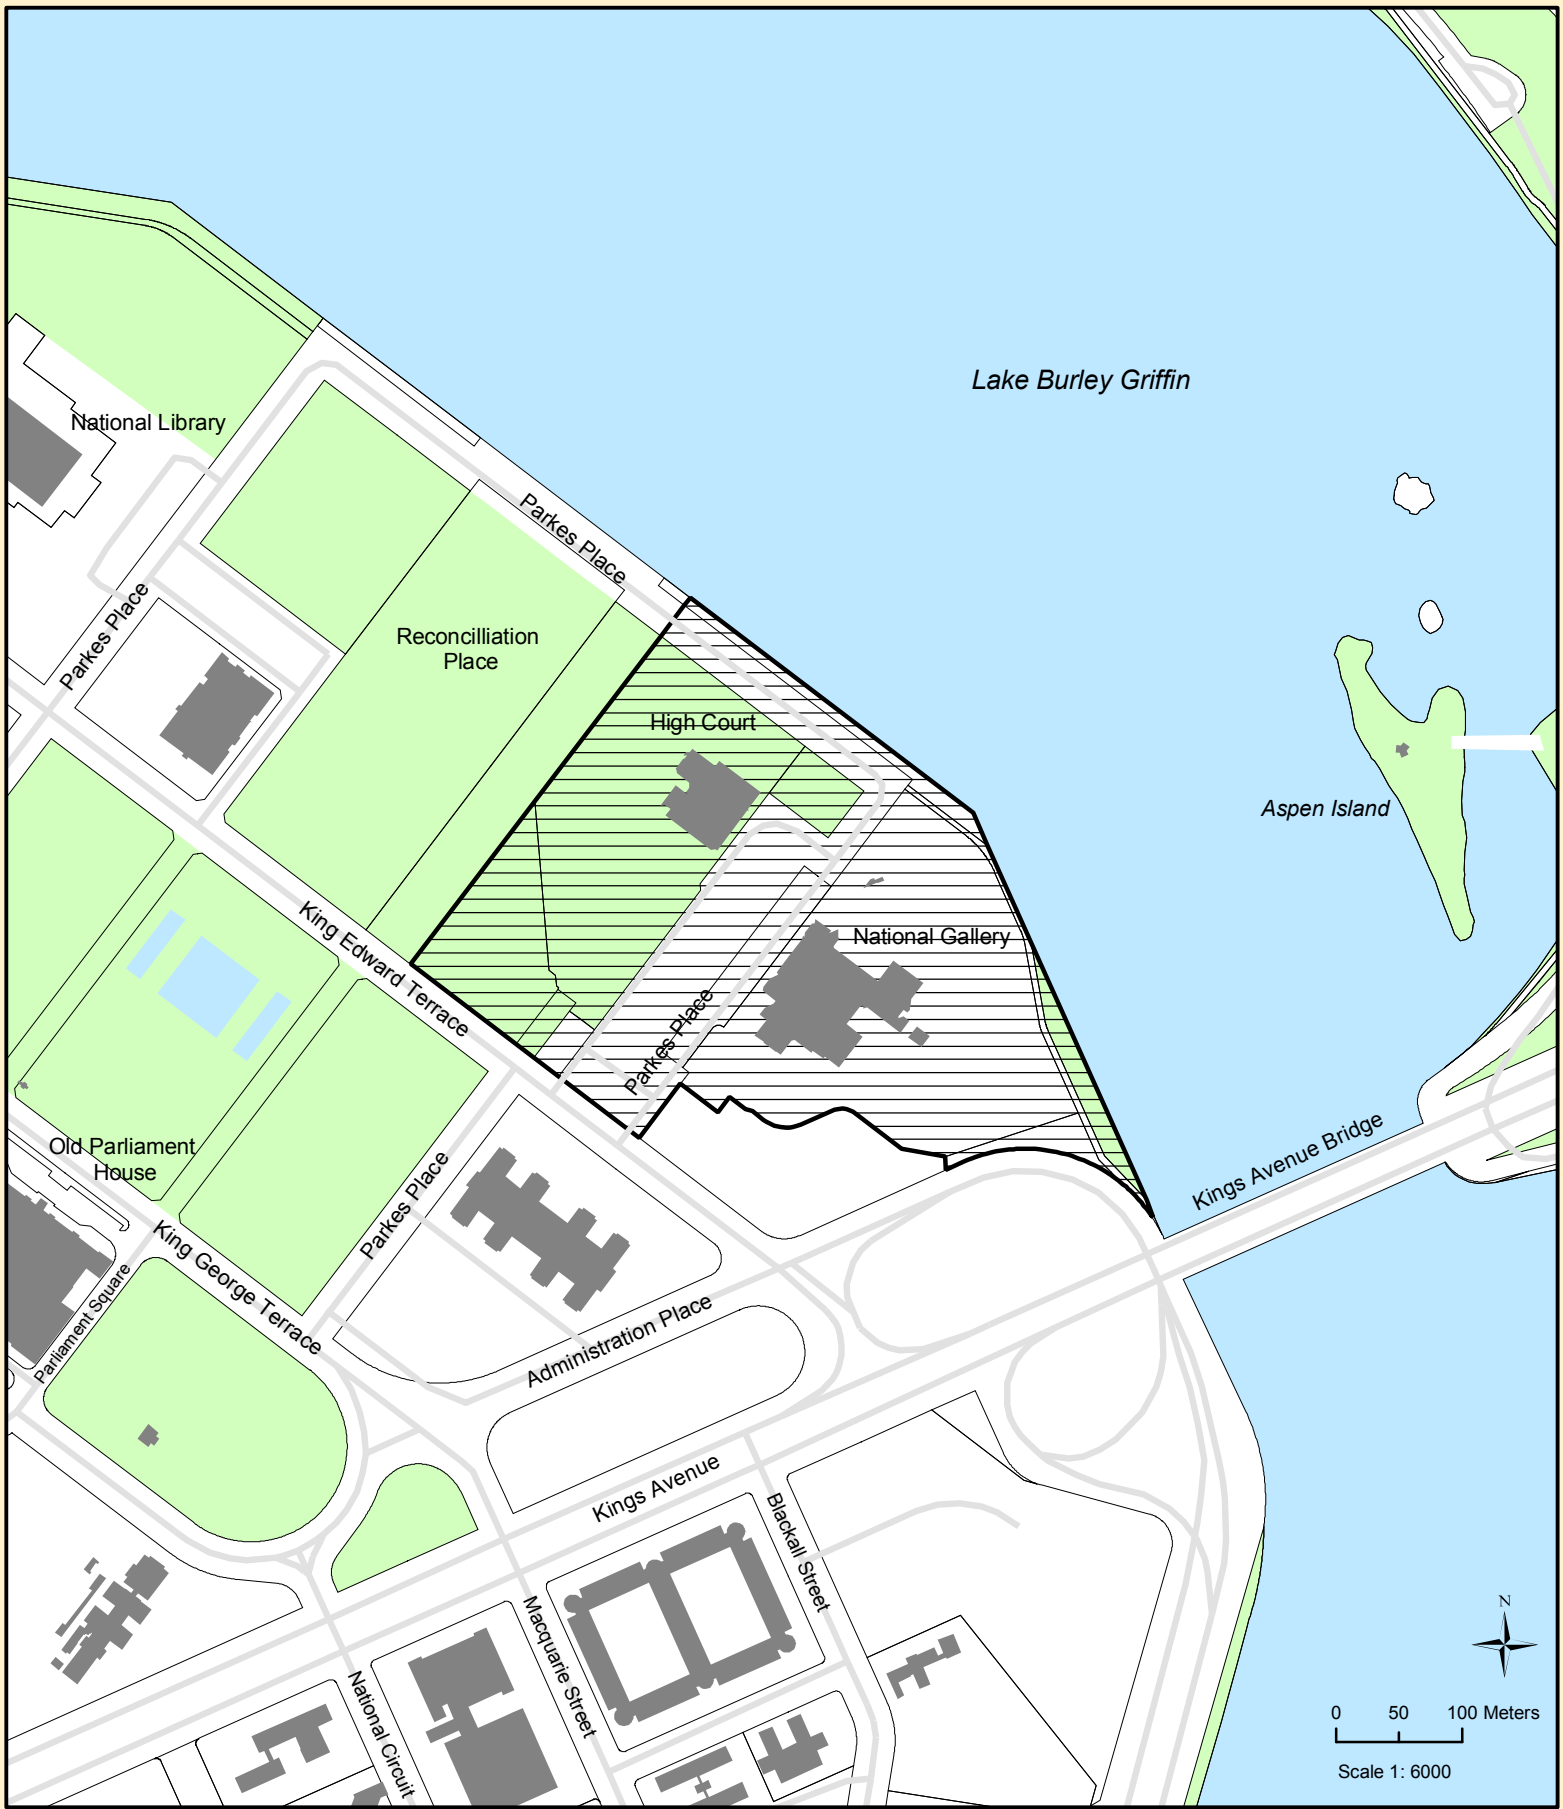 Lake Burley Griffin
National Library
Parkes Place
Parkes Place
Reconcilliation
Place
High Court
Aspen Island
King Edward Terrace
National Gallery
Parkes Place
Old Parliament
House
Kings Avenue Bridge
Parkes Place
King George Terrace
Parliament Square
Administration Place
Kings Avenue
Blackall Street
Macquarie Street
National Circuit
N
0 50 100 Meters
Scale 1: 6000